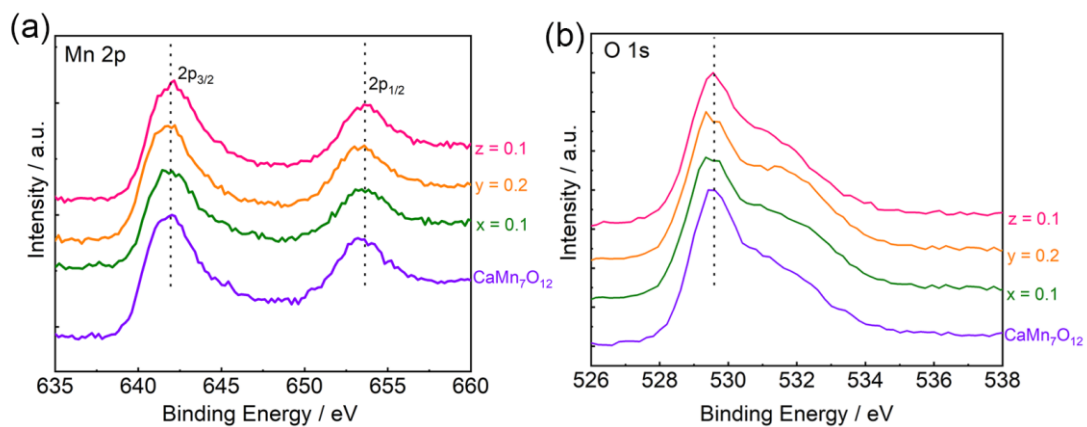 (a)
Mn 2p
2p3/2
2p1/2
z = 0.1
y = 0.2
x = 0.1
CaMn7O12
Intensity / a.u.
635 640 645 650 655 660
Binding Energy / eV
(b)
O 1s
z = 0.1
y = 0.2
x = 0.1
CaMn7O12
Intensity / a.u.
526 528 530 532 534 536 538
Binding Energy / eV